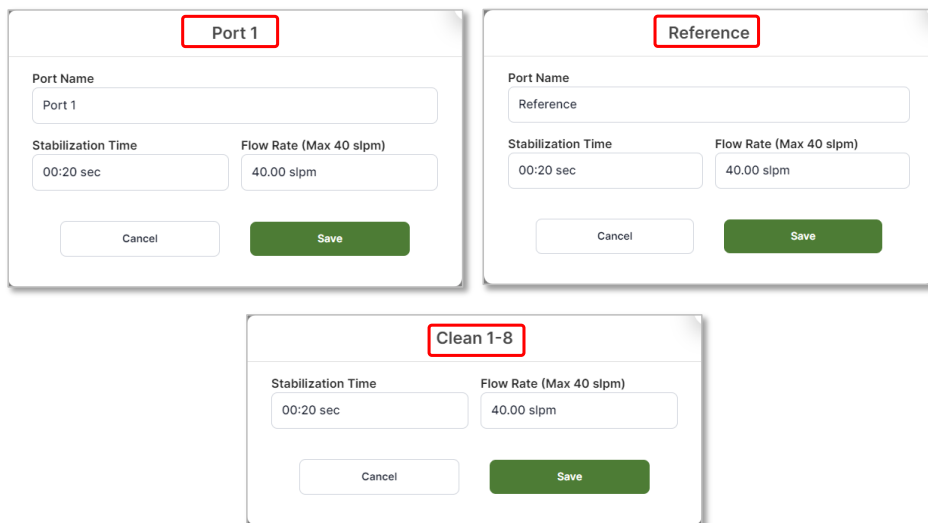 Port 1
Port Name
Port 1
Stabilization Time Flow Rate (Max 40 slpm)
00:20 sec 40.00 slpm
Cancel Save
Reference
Port Name
Reference
Stabilization Time Flow Rate (Max 40 slpm)
00:20 sec 40.00 slpm
Cancel Save
Clean 1-8
Stabilization Time Flow Rate (Max 40 slpm)
00:20 sec 40.00 slpm
Cancel Save